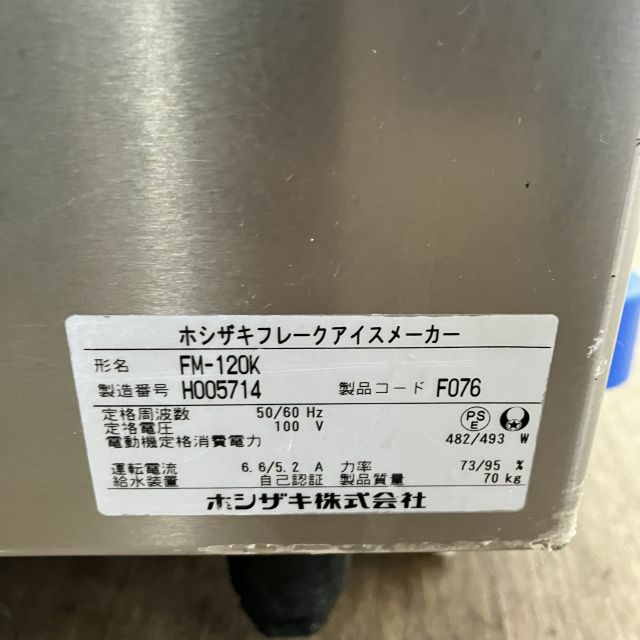 ホシザキフレークアイスメーカー
形名 FM-120K
製造番号 H005714 製品コード F076
定格周波数 50/60 Hz
定格電圧 100 V
PSE
電動機定格消費電力 482/493 W
運転電流 6.6/5.2 A 力率 73/95 %
給水装置 自己認証 製品質量 70 kg
ホシザキ株式会社